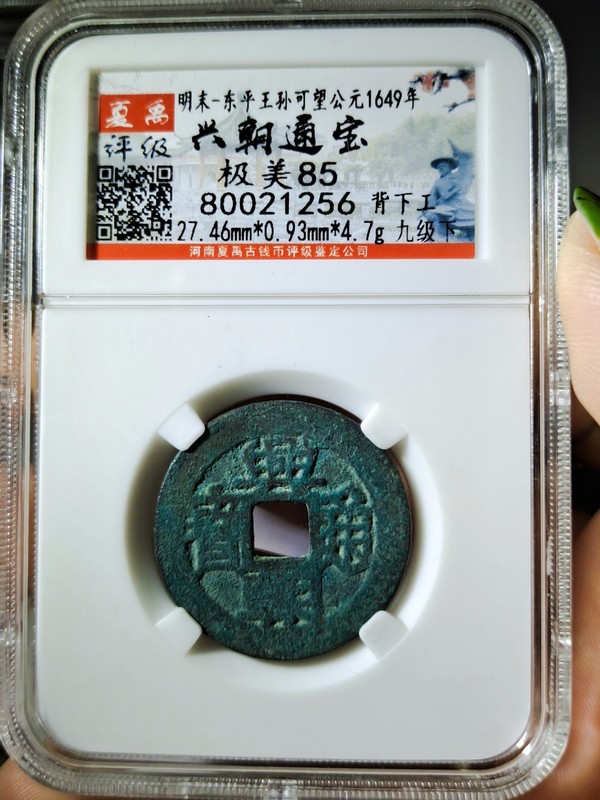 夏禹
评级
明末-东平王孙可望公元1649年
兴朝通宝
极美85
80021256 背下工
27.46mm*0.93mm*4.7g 九级下
河南夏禹古钱币评级鉴定公司
興朝通寶